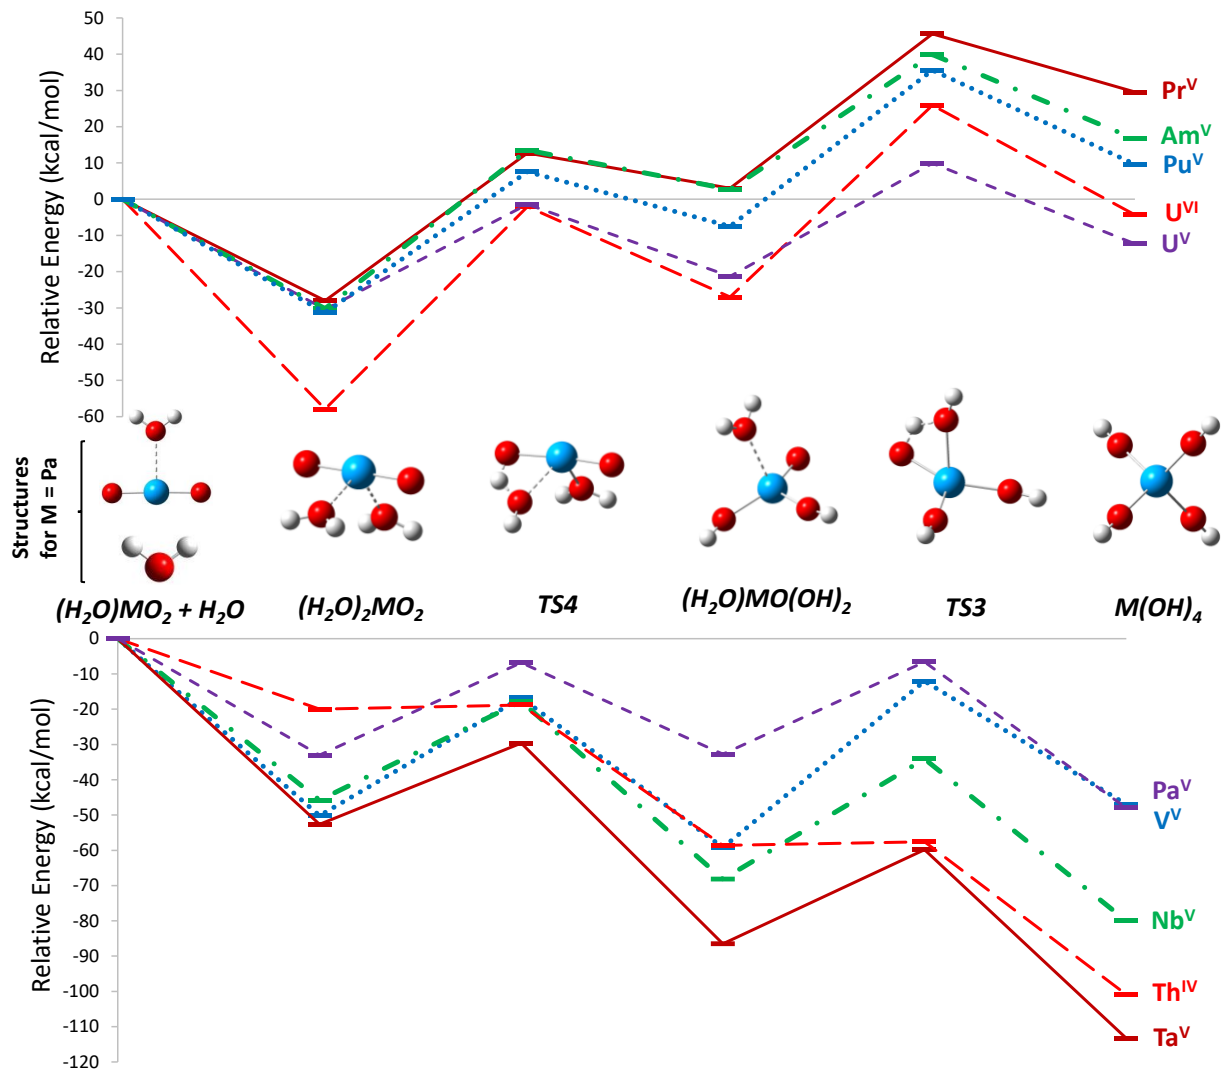 50
40
30
20
10
0
-10
-20
-30
-40
-50
-60
Relative Energy (kcal/mol)
Pr^V
Am^V
Pu^V
U^VI
U^V
Structures
for M = Pa
(H₂O)MO₂ + H₂O
(H₂O)₂MO₂
TS4
(H₂O)MO(OH)₂
TS3
M(OH)₄
0
-10
-20
-30
-40
-50
-60
-70
-80
-90
-100
-110
-120
Relative Energy (kcal/mol)
Pa^V
V^V
Nb^V
Th^IV
Ta^V